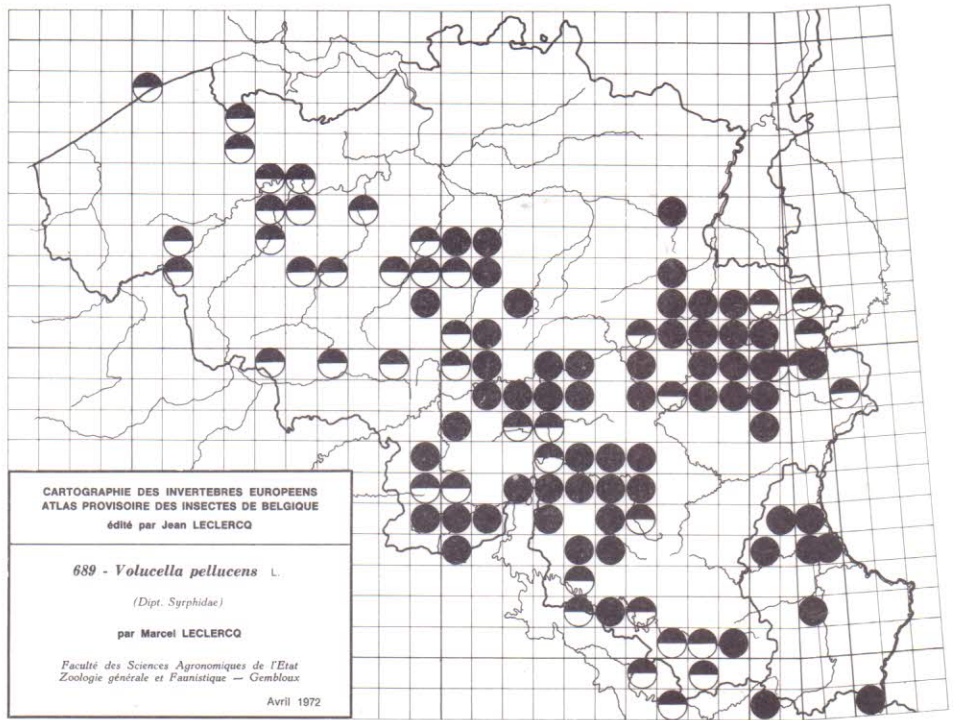 CARTOGRAPHIE DES INVERTEBRES EUROPEENS
ATLAS PROVISOIRE DES INSECTES DE BELGIQUE
édité par Jean LECLERCQ
689 - Volucella pellucens L.
(Dipt. Syrphidae)
par Marcel LECLERCQ
Faculté des Sciences Agronomiques de l'Etat
Zoologie générale et Faunistique — Gembloux
Avril 1972